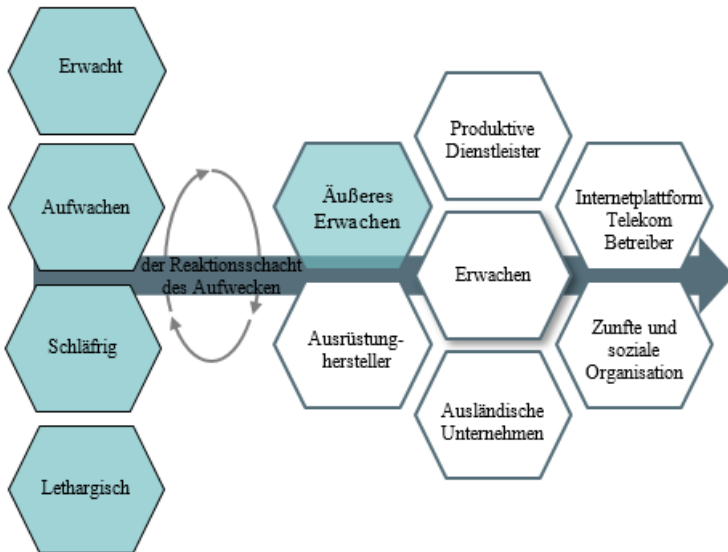 Erwacht
Aufwachen
Schläfrig
Lethargisch
der Reaktionsschacht
des Aufwecken
Äußeres
Erwachen
Ausrüstung-
hersteller
Produktive
Dienstleister
Erwachen
Ausländische
Unternehmen
Internetplattform
Telekom
Betreiber
Zunfte und
soziale
Organisation